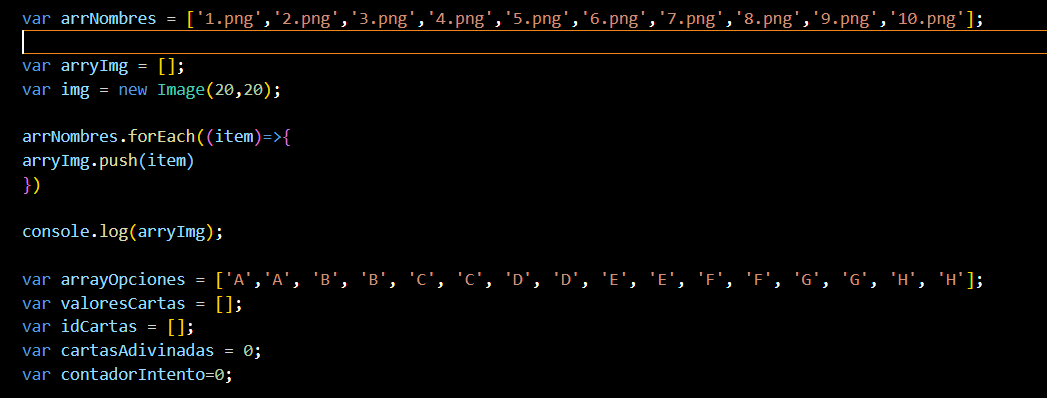 var arrNombres = ['1.png','2.png','3.png','4.png','5.png','6.png','7.png','8.png','9.png','10.png'];
var arryImg = [];
var img = new Image(20,20);
arrNombres.forEach((item)=>{
arryImg.push(item)
})
console.log(arryImg);
var arrayOpciones = ['A','A', 'B', 'B', 'C', 'C', 'D', 'D', 'E', 'E', 'F', 'F', 'G', 'G', 'H', 'H'];
var valoresCartas = [];
var idCartas = [];
var cartasAdivinadas = 0;
var contadorIntento=0;